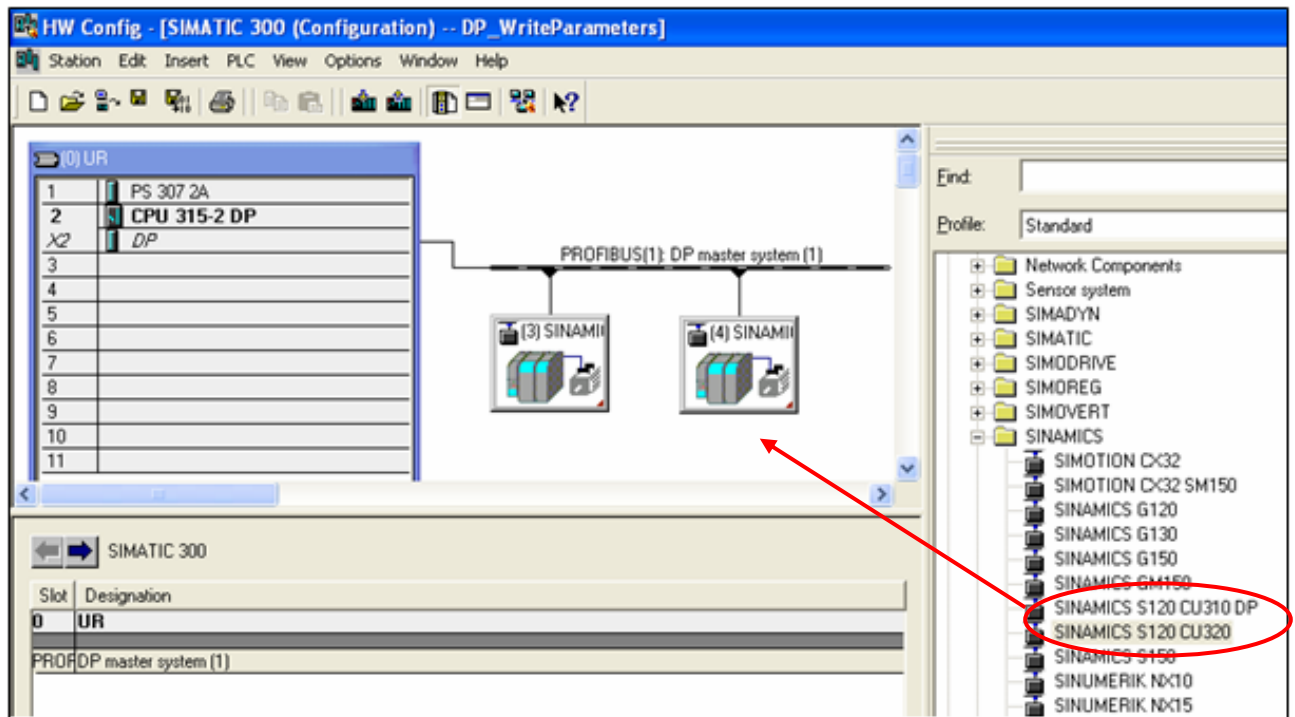 HW Config - [SIMATIC 300 (Configuration) -- DP_WriteParameters]
Station Edit Insert PLC View Options Window Help
(0) UR
1 PS 307 2A
2 CPU 315-2 DP
X2 DP
3
4
5
6
7
8
9
10
11
PROFIBUS(1): DP master system (1)
(3) SINAMI
(4) SINAMI
SIMATIC 300
Slot Designation
0 UR
PROF DP master system (1)
Find:
Profile: Standard
Network Components
Sensor system
SIMADYN
SIMATIC
SIMODRIVE
SIMOREG
SIMOVERT
SINAMICS
SIMOTION CX32
SIMOTION CX32 SM150
SINAMICS G120
SINAMICS G130
SINAMICS G150
SINAMICS GM150
SINAMICS S120 CU310 DP
SINAMICS S120 CU320
SINAMICS S150
SINUMERIK NX10
SINUMERIK NX15